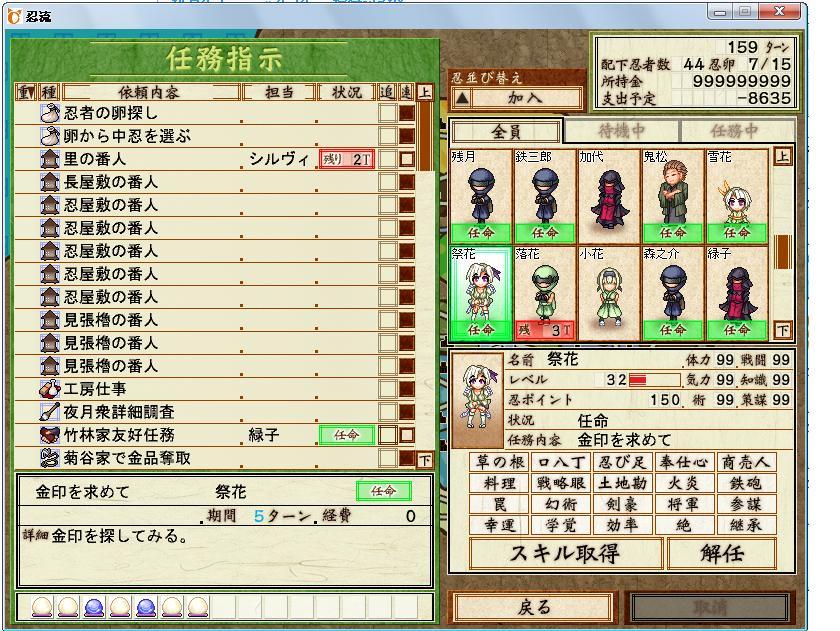 忍流
任務指示
重▼ 種 依頼内容 担当 状況 追 速 上
忍者の卵探し
卵から中忍を選ぶ
里の番人 シルヴィ 残り 2T
長屋敷の番人
忍屋敷の番人
忍屋敷の番人
忍屋敷の番人
忍屋敷の番人
忍屋敷の番人
見張櫓の番人
見張櫓の番人
見張櫓の番人
工房仕事
夜月衆詳細調査
竹林家友好任務 緑子 任命
菊谷家で金品奪取 下
金印を求めて 祭花 任命
期間 5ターン 経費 0
詳細 金印を探してみる。
忍並び替え
▲ 加入
159 ターン
配下忍者数 44 忍卵 7/15
所持金 999999999
支出予定 -8635
全員 待機中 任務中
残月 鉄三郎 加代 鬼松 雪花 上
任命 任命 任命 任命
祭花 落花 小花 森之介 緑子
任命 残 3T 任命 任命 下
名前 祭花 体力 99 戦闘 99
レベル 32 気力 99 知識 99
忍ポイント 150 術 99 策謀 99
状況 任命
任務内容 金印を求めて
草の根 口八丁 忍び足 奉仕心 商売人
料理 戦略眼 土地勘 火炎 鉄砲
罠 幻術 剣豪 将軍 参謀
幸運 学覚 効率 絶 継承
スキル取得 解任
戻る 取消